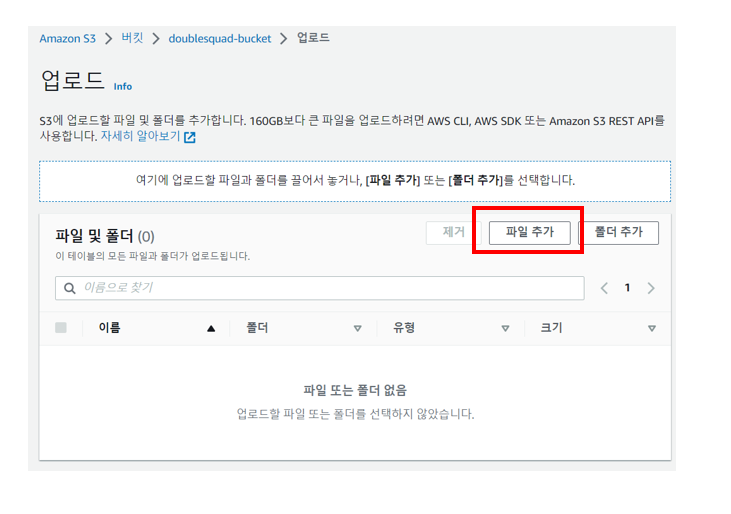 Amazon S3 > 버킷 > doublesquad-bucket > 업로드
업로드 Info
S3에 업로드할 파일 및 폴더를 추가합니다. 160GB보다 큰 파일을 업로드하려면 AWS CLI, AWS SDK 또는 Amazon S3 REST API를
사용합니다. 자세히 알아보기
여기에 업로드할 파일과 폴더를 끌어서 놓거나, [파일 추가] 또는 [폴더 추가]를 선택합니다.
파일 및 폴더 (0) 제거 파일 추가 폴더 추가
이 테이블의 모든 파일과 폴더가 업로드됩니다.
이름으로 찾기 < 1 >
이름 폴더 유형 크기
파일 또는 폴더 없음
업로드할 파일 또는 폴더를 선택하지 않았습니다.